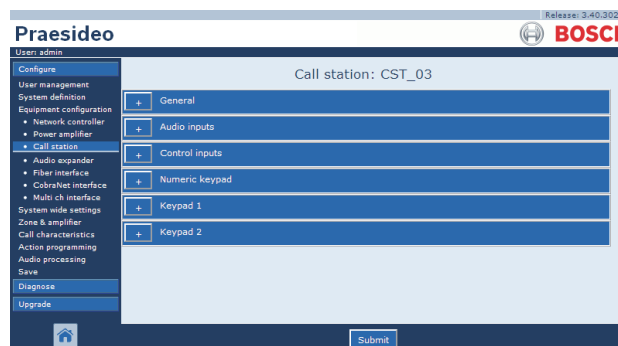 Release: 3.40.302
Praesideo
BOSCH
User: admin
Configure
User management
System definition
Equipment configuration
• Network controller
• Power amplifier
• Call station
• Audio expander
• Fiber interface
• CobraNet interface
• Multi ch interface
System wide settings
Zone & amplifier
Call characteristics
Action programming
Audio processing
Save
Diagnose
Upgrade
Call station: CST_03
+ General
+ Audio inputs
+ Control inputs
+ Numeric keypad
+ Keypad 1
+ Keypad 2
Submit